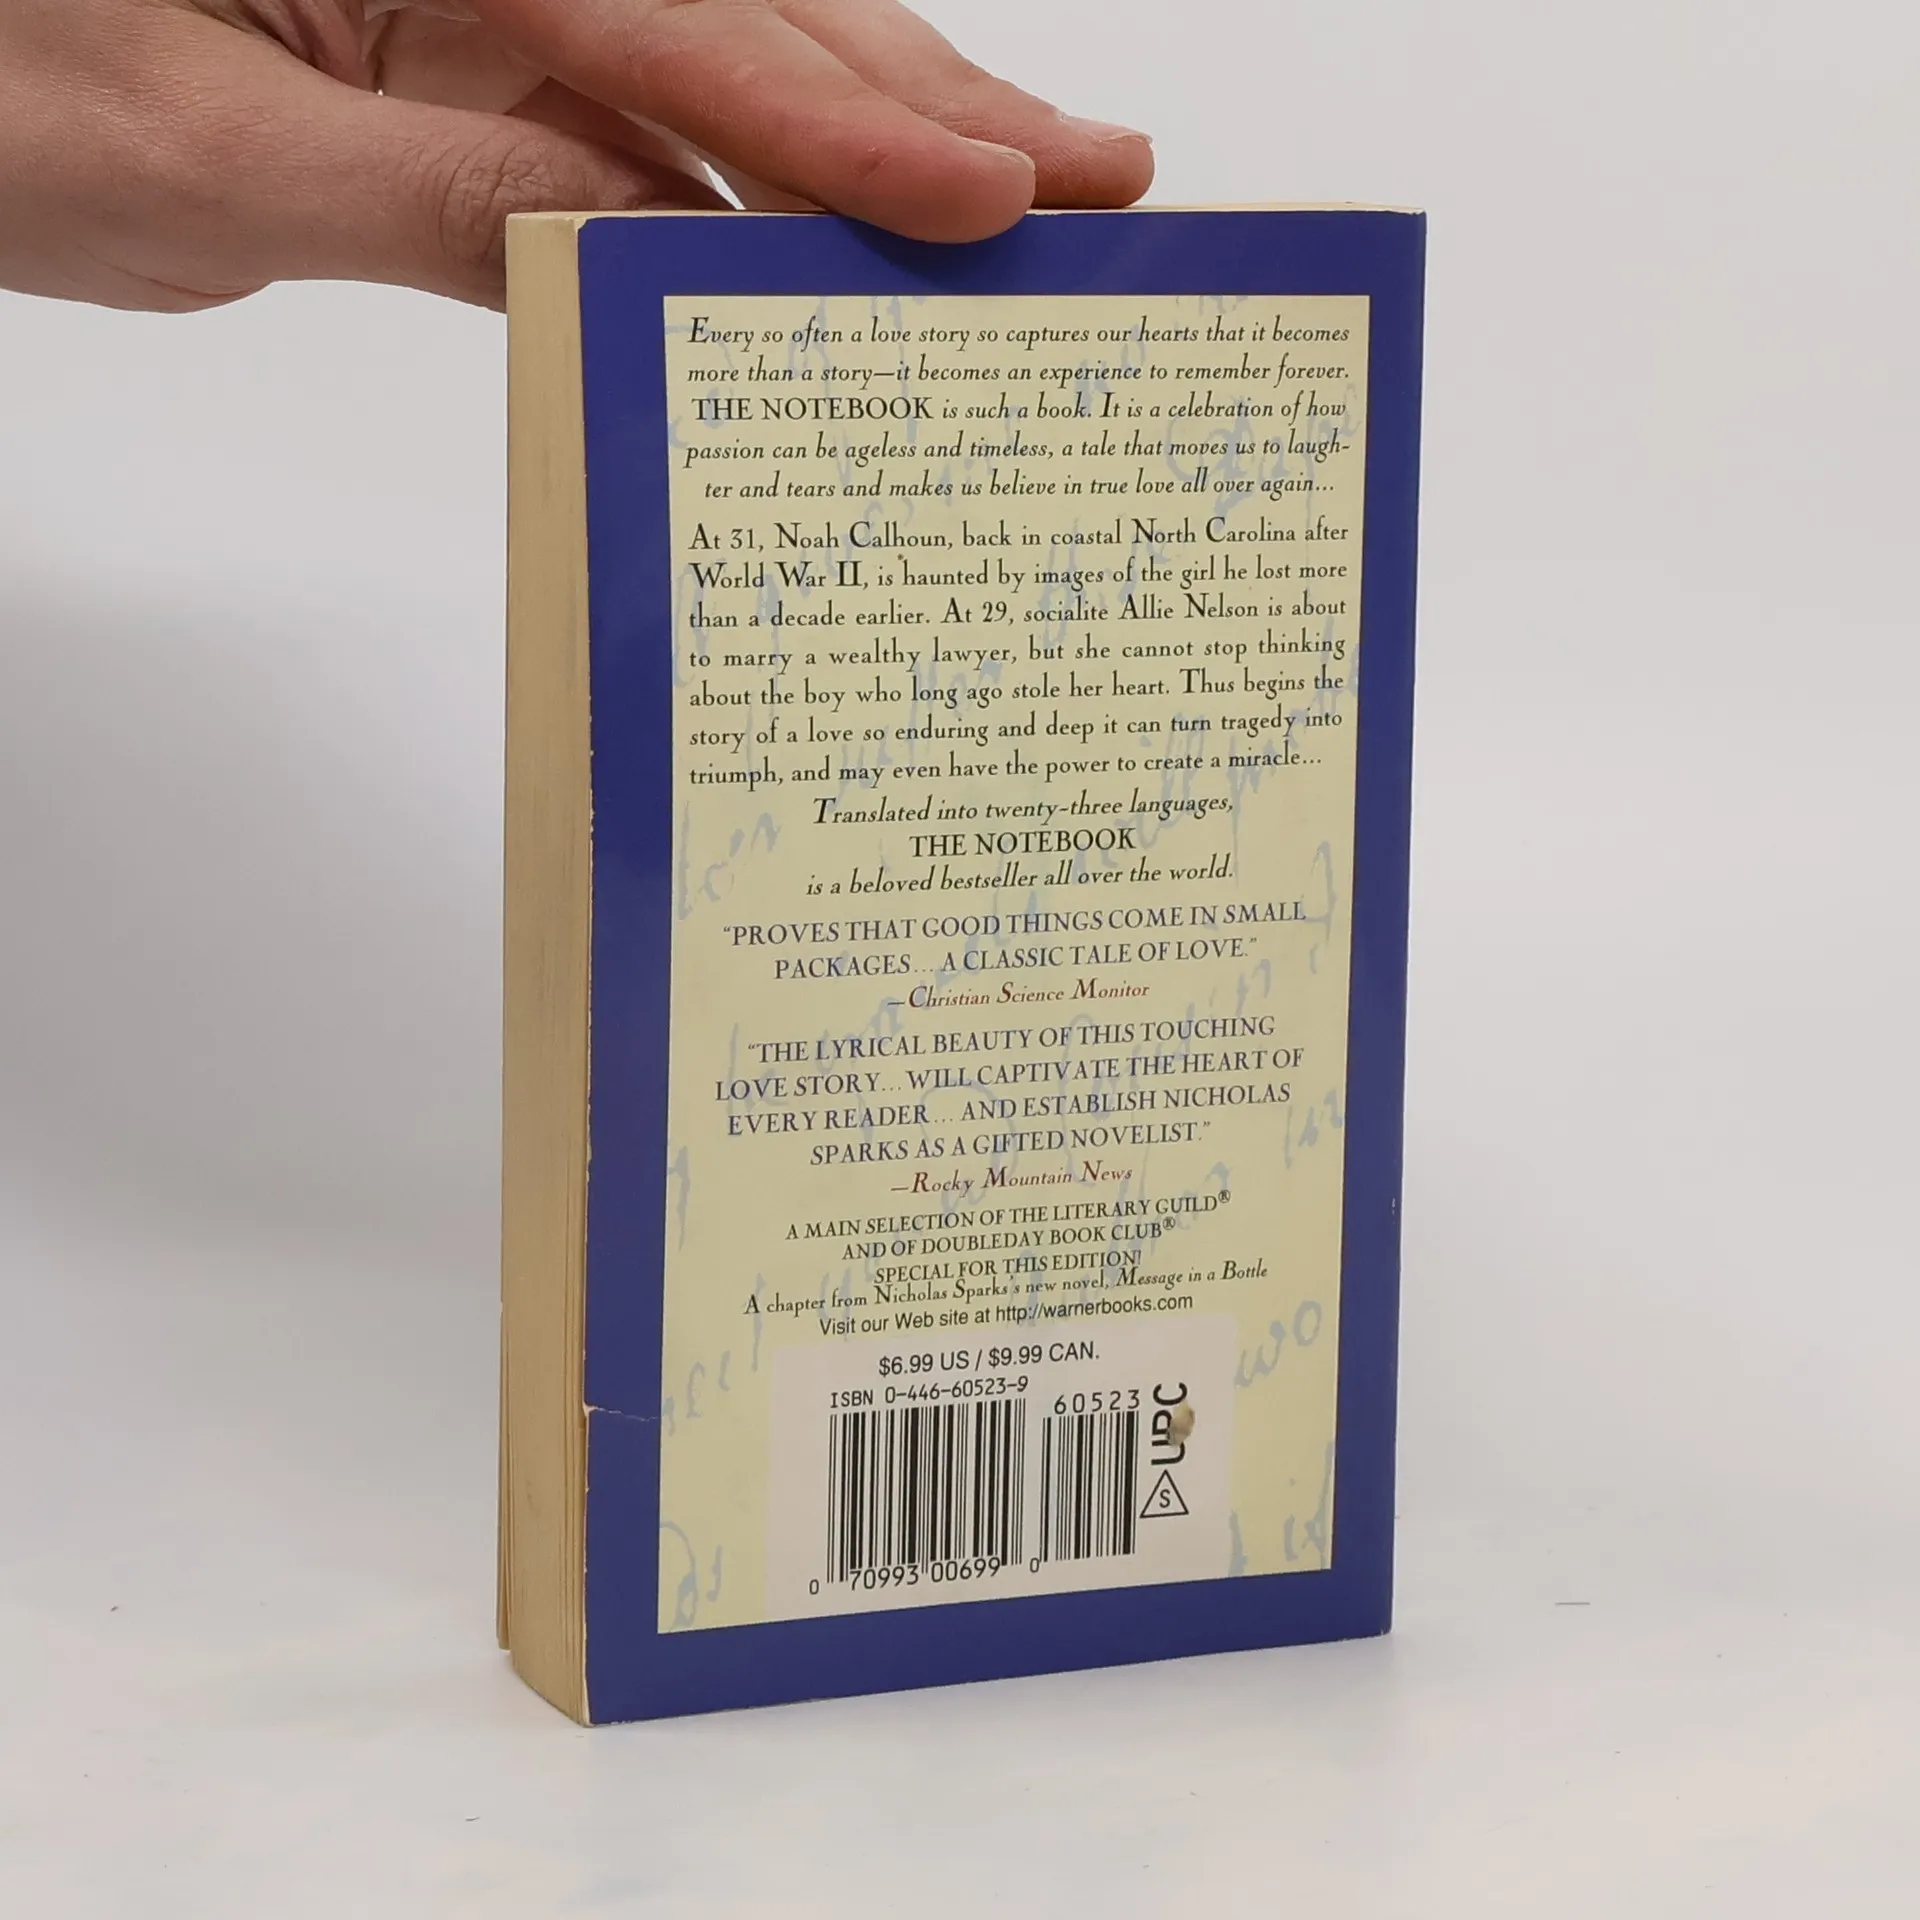 Every so often a love story so captures our hearts that it becomes
more than a story—it becomes an experience to remember forever.
THE NOTEBOOK is such a book. It is a celebration of how
passion can be ageless and timeless, a tale that moves us to laugh-
ter and tears and makes us believe in true love all over again...
At 31, Noah Calhoun, back in coastal North Carolina after
World War II, is haunted by images of the girl he lost more
than a decade earlier. At 29, socialite Allie Nelson is about
to marry a wealthy lawyer, but she cannot stop thinking
about the boy who long ago stole her heart. Thus begins the
story of a love so enduring and deep it can turn tragedy into
triumph, and may even have the power to create a miracle...
Translated into twenty-three languages,
THE NOTEBOOK
is a beloved bestseller all over the world.
"PROVES THAT GOOD THINGS COME IN SMALL
PACKAGES... A CLASSIC TALE OF LOVE."
—Christian Science Monitor
"THE LYRICAL BEAUTY OF THIS TOUCHING
LOVE STORY... WILL CAPTIVATE THE HEART OF
EVERY READER... AND ESTABLISH NICHOLAS
SPARKS AS A GIFTED NOVELIST."
—Rocky Mountain News
A MAIN SELECTION OF THE LITERARY GUILD®
AND OF DOUBLEDAY BOOK CLUB®
SPECIAL FOR THIS EDITION!
A chapter from Nicholas Sparks's new novel, Message in a Bottle
Visit our Web site at http://warnerbooks.com
$6.99 US / $9.99 CAN.
ISBN 0-446-60523-9
60523
UPC
S
0 70993 00699 0